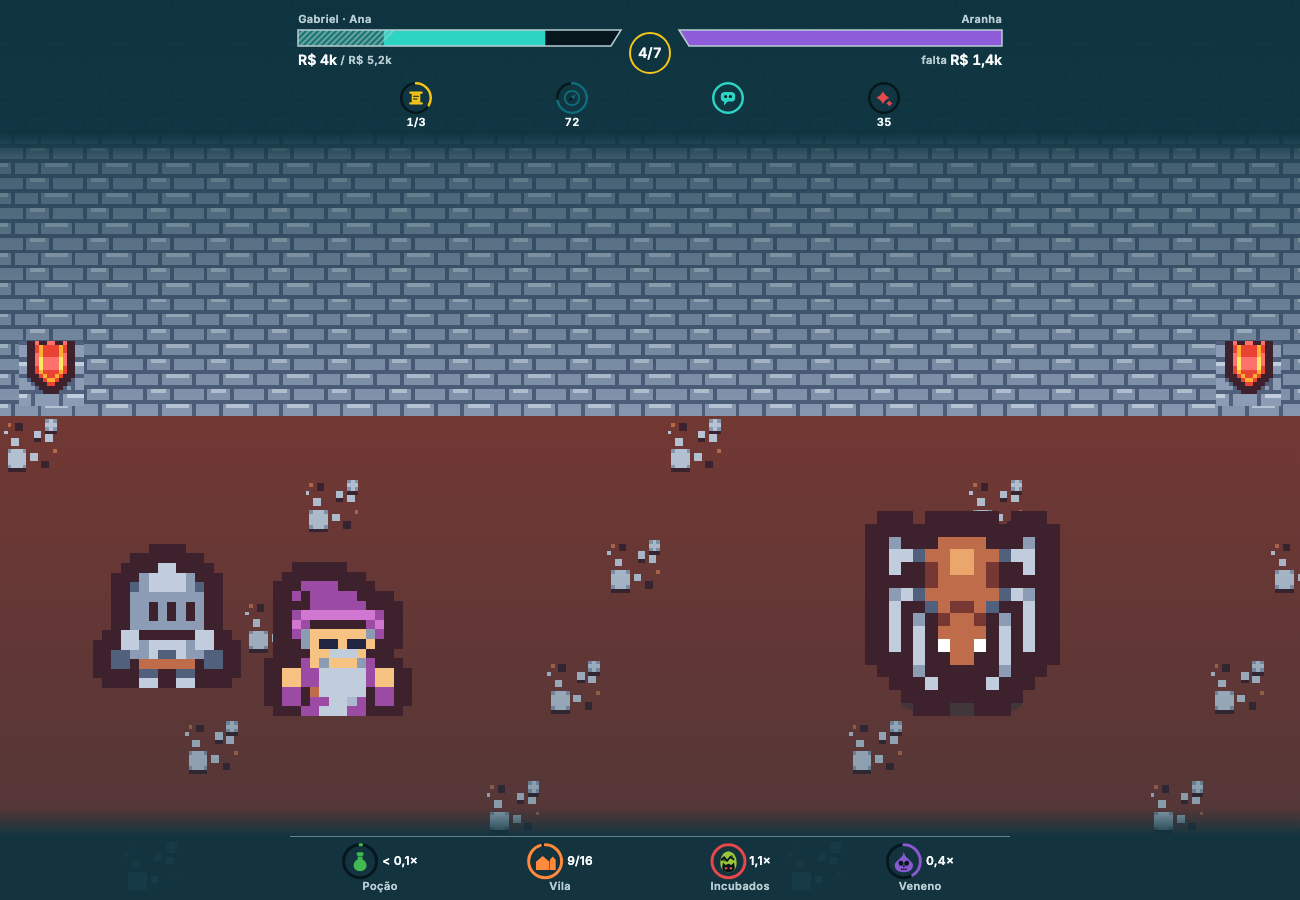 Gabriel · Ana
Aranha
R$ 4k / R$ 5,2k
4/7
falta R$ 1,4k
1/3
72
35
< 0,1×
9/16
1,1×
0,4×
Poção
Vila
Incubados
Veneno